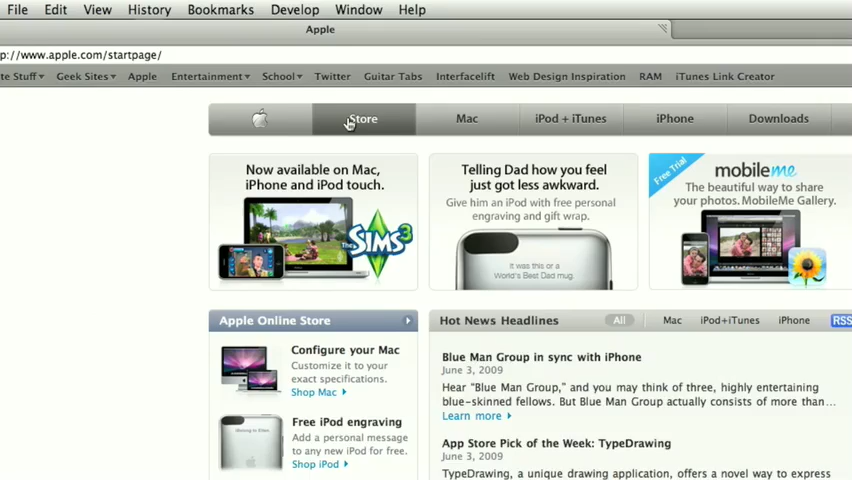 File Edit View History Bookmarks Develop Window Help
Apple
p://www.apple.com/startpage/
te Stuff Geek Sites Apple Entertainment School Twitter Guitar Tabs Interfacelift Web Design Inspiration RAM iTunes Link Creator
Store Mac iPod + iTunes iPhone Downloads
Now available on Mac,
iPhone and iPod touch.
The SIMS 3
Telling Dad how you feel
just got less awkward.
Give him an iPod with free personal
engraving and gift wrap.
It was this or a
World's Best Dad mug.
Free Trial
mobileme
The beautiful way to share
your photos. MobileMe Gallery.
Apple Online Store
Configure your Mac
Customize it to your
exact specifications.
Shop Mac
Free iPod engraving
Add a personal message
to any new iPod for free.
Shop iPod
Hot News Headlines All Mac iPod+iTunes iPhone RSS
Blue Man Group in sync with iPhone
June 3, 2009
Hear “Blue Man Group,” and you may think of three, highly entertaining
blue-skinned fellows. But Blue Man Group actually consists of more than...
Learn more
App Store Pick of the Week: TypeDrawing
June 3, 2009
TypeDrawing, a unique drawing application, offers a novel way to express